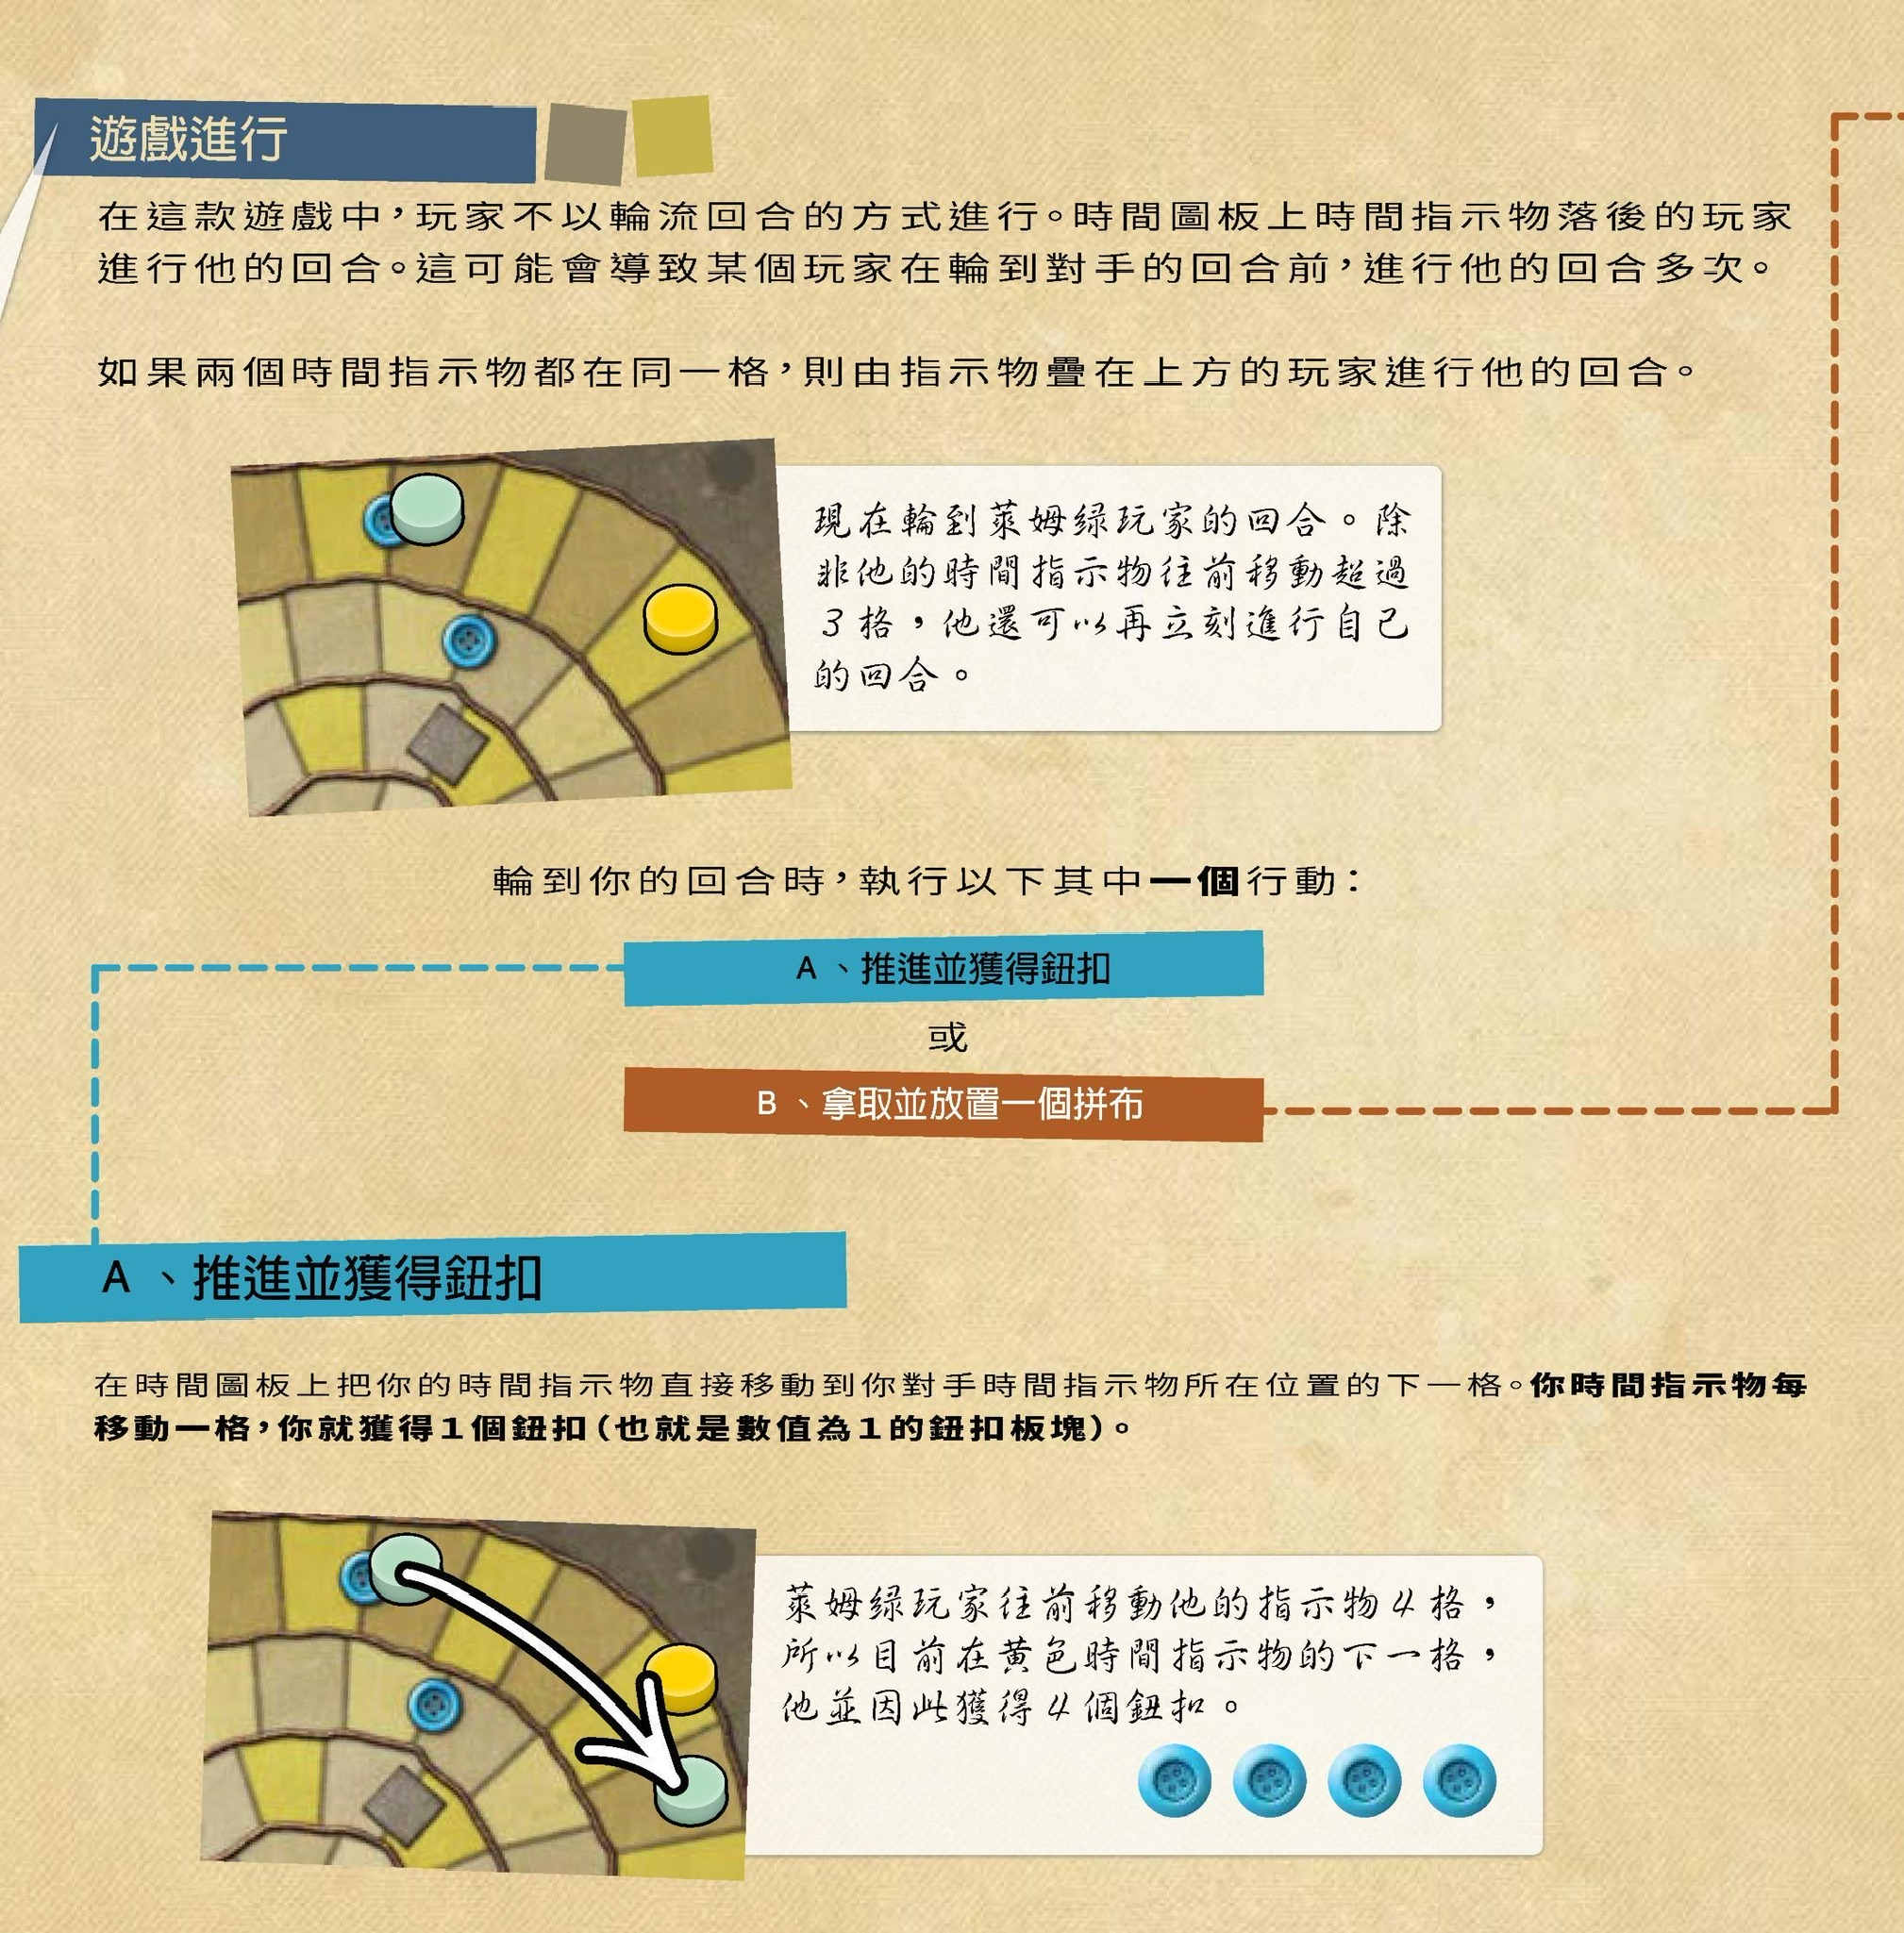 遊戲進行
在這款遊戲中，玩家不以輪流回合的方式進行。時間圖板上時間指示物落後的玩家
進行他的回合。這可能會導致某個玩家在輪到對手的回合前，進行他的回合多次。
如果兩個時間指示物都在同一格，則由指示物疊在上方的玩家進行他的回合。
現在輪到萊姆绿玩家的回合。除
非他的時間指示物往前移動超過
3格，他還可以再立刻進行自己
的回合。
輪到你的回合時，執行以下其中一個行動：
A、推進並獲得鈕扣
或
B、拿取並放置一個拼布
A、推進並獲得鈕扣
在時間圖板上把你的時間指示物直接移動到你對手時間指示物所在位置的下一格。你時間指示物每
移動一格，你就獲得1個鈕扣（也就是數值為1的鈕扣板塊）。
萊姆绿玩家往前移動他的指示物4格，
所以目前在黄色時間指示物的下一格，
他並因此獲得4個鈕扣。